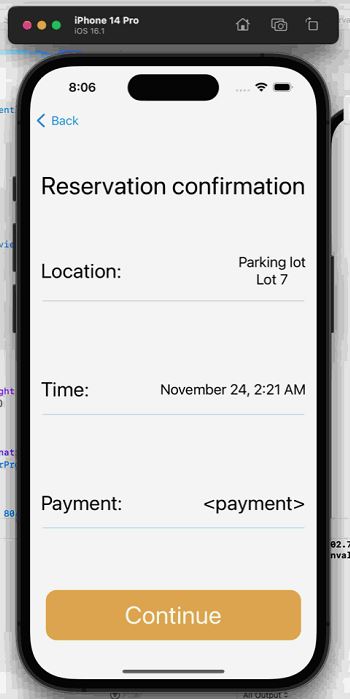 iPhone 14 Pro
iOS 16.1
8:06
Back
Reservation confirmation
Location:
Parking lot
Lot 7
Time:
November 24, 2:21 AM
Payment:
<payment>
Continue
All Output